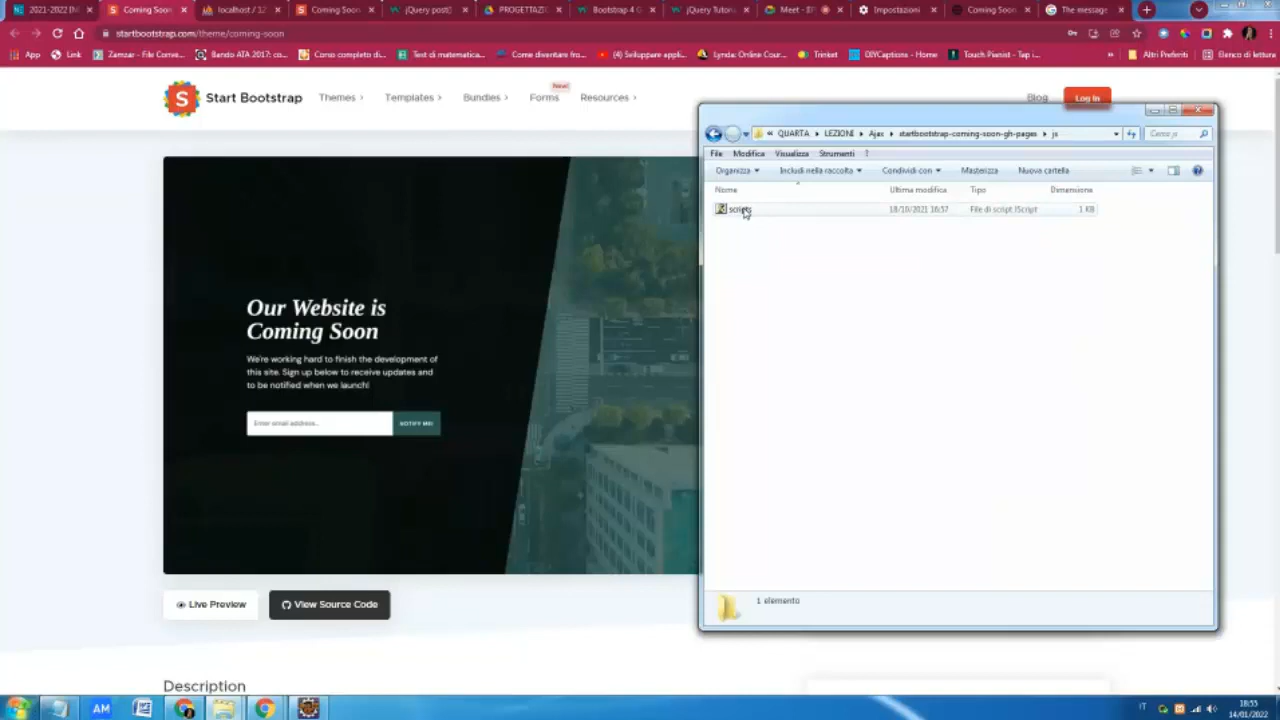 2021-2022 [N
Coming Soon
localhost / 12
Coming Soon
jQuery post
PROGETTAZI
Bootstrap 4 G
jQuery Tutori
Impostazioni
Coming Soon
The message
startbootstrap.com/theme/coming-soon
App
Link
Zamzar - File Conve...
Bando ATA 2017: co...
Corso completo di...
Test di matematica...
Come diventare fro...
(4) Sviluppare appli...
Lynda: Online Cour...
Trinket
DIYCaptions - Home
Touch Pianist - Tap i...
»
Altri Preferiti
Elenco di lettura
Start Bootstrap
Themes
Templates
Bundles
Forms
New!
Resources
Blog
Log In
« QUARTA ▸ LEZIONI ▸ Ajax ▸ startbootstrap-coming-soon-gh-pages ▸ js
Cerca js
File Modifica Visualizza Strumenti ?
Organizza Includi nella raccolta Condividi con Masterizza Nuova cartella
Nome Ultima modifica Tipo Dimensione
scripts 18/10/2021 16:57 File di script JScript 1 KB
Our Website is
Coming Soon
We're working hard to finish the development of
this site. Sign up below to receive updates and
to be notified when we launch!
Enter email address...
NOTIFY ME!
1 elemento
Live Preview
View Source Code
Description
AM
IT
18:55
14/01/2022